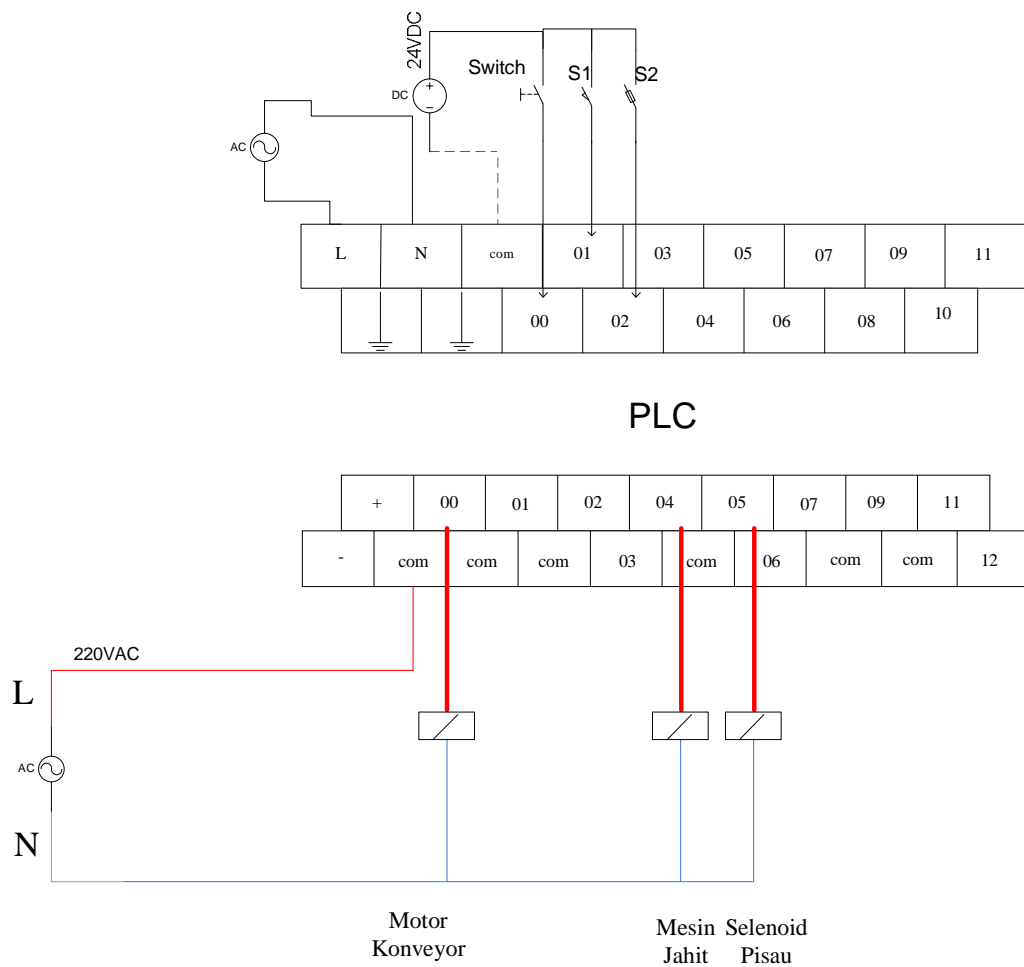 24VDC
Switch
S1
S2
DC
AC
L
N
com
01
03
05
07
09
11
00
02
04
06
08
10
PLC
+
00
01
02
04
05
07
09
11
-
com
com
com
03
com
06
com
com
12
220VAC
L
AC
N
Motor
Konveyor
Mesin
Jahit
Selenoid
Pisau